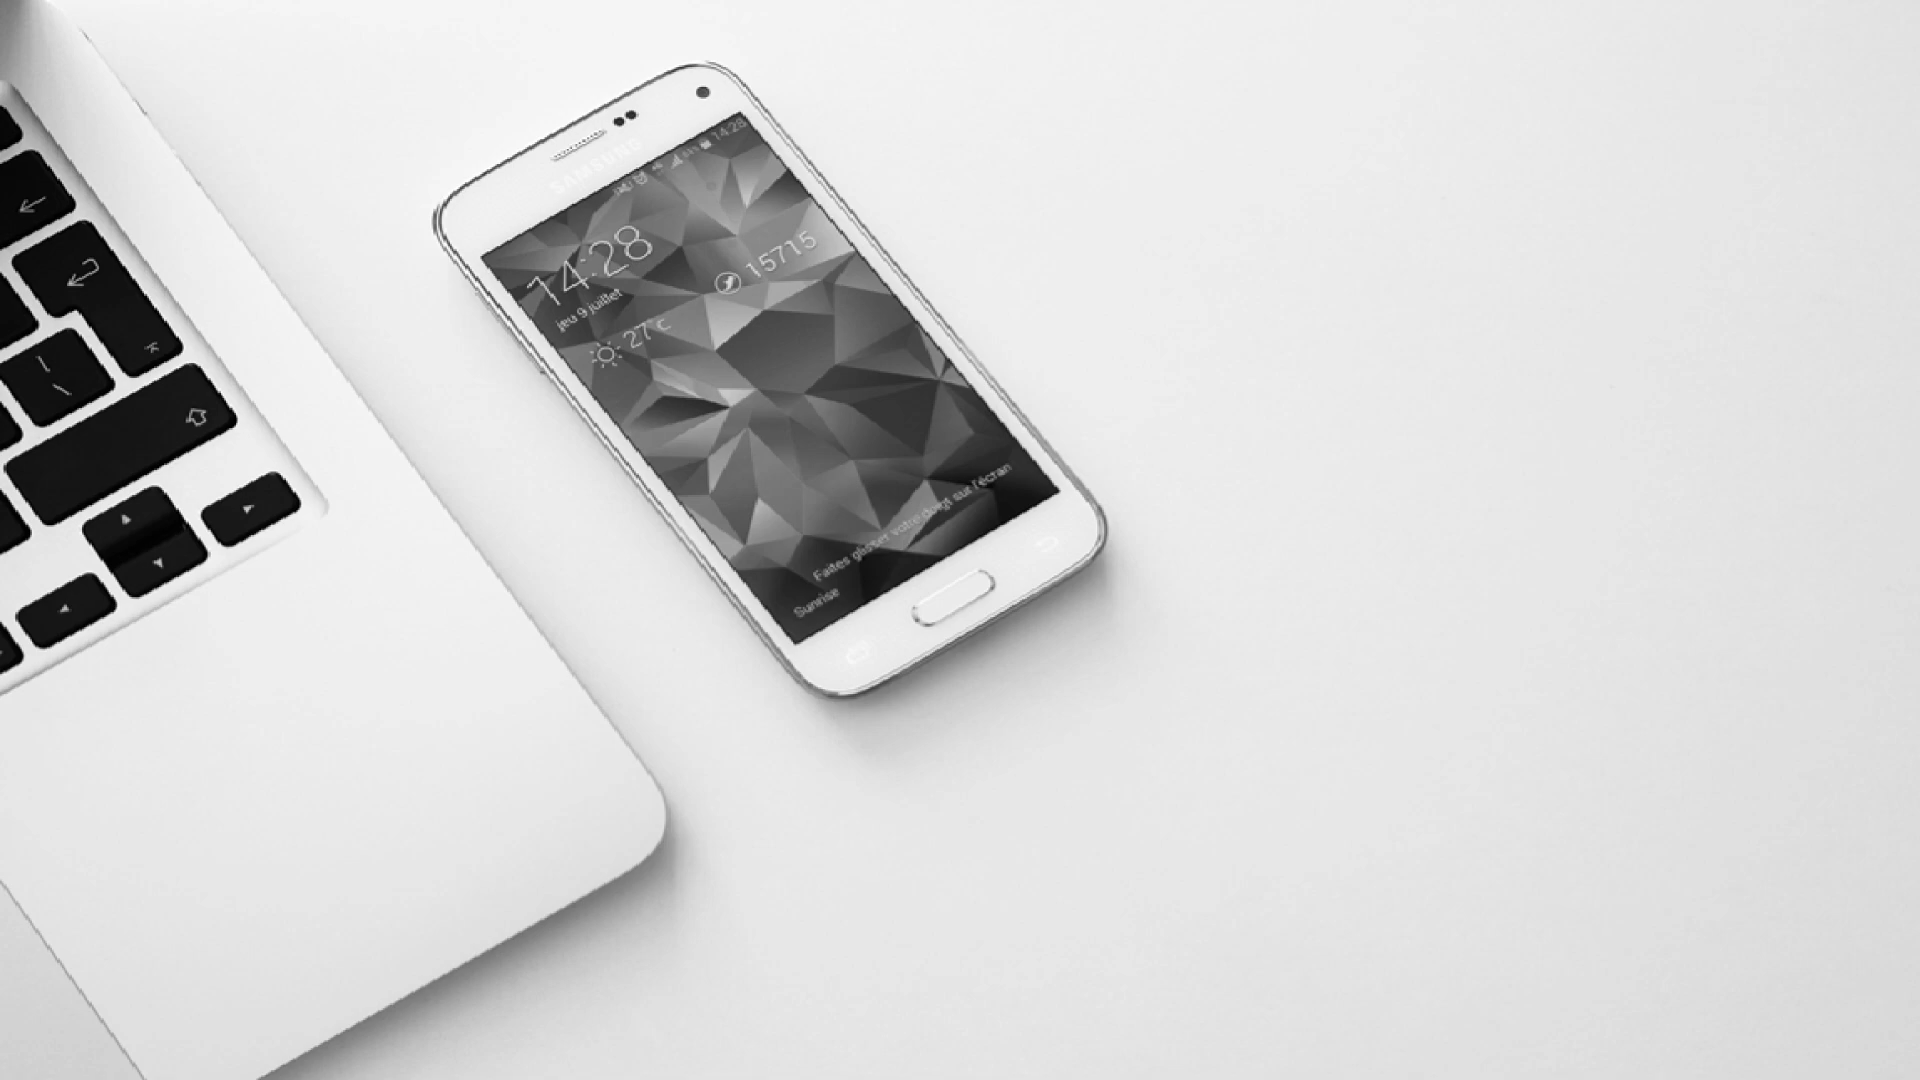 SAMSUNG
14:28
14:28
15715
jeu 9 juillet
27°C
Faites glisser votre doigt sur l'écran
Sunrise